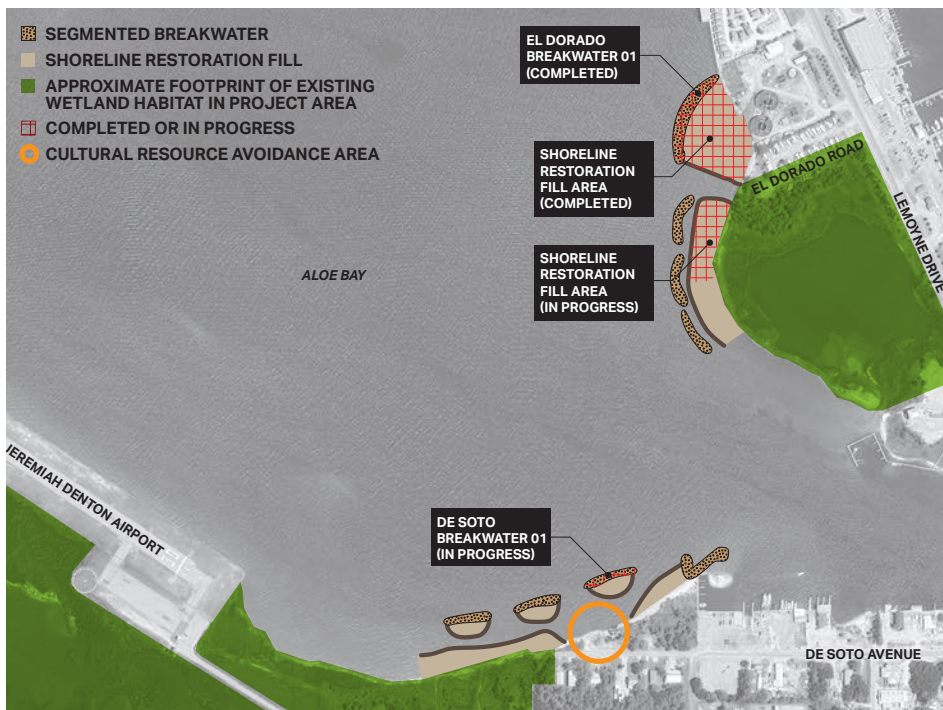 SEGMENTED BREAKWATER
SHORELINE RESTORATION FILL
APPROXIMATE FOOTPRINT OF EXISTING
WETLAND HABITAT IN PROJECT AREA
COMPLETED OR IN PROGRESS
CULTURAL RESOURCE AVOIDANCE AREA
EL DORADO
BREAKWATER 01
(COMPLETED)
SHORELINE
RESTORATION
FILL AREA
(COMPLETED)
EL DORADO ROAD
LEMOYNE DRIVE
SHORELINE
RESTORATION
FILL AREA
(IN PROGRESS)
ALOE BAY
JEREMIAH DENTON AIRPORT
DE SOTO
BREAKWATER 01
(IN PROGRESS)
DE SOTO AVENUE